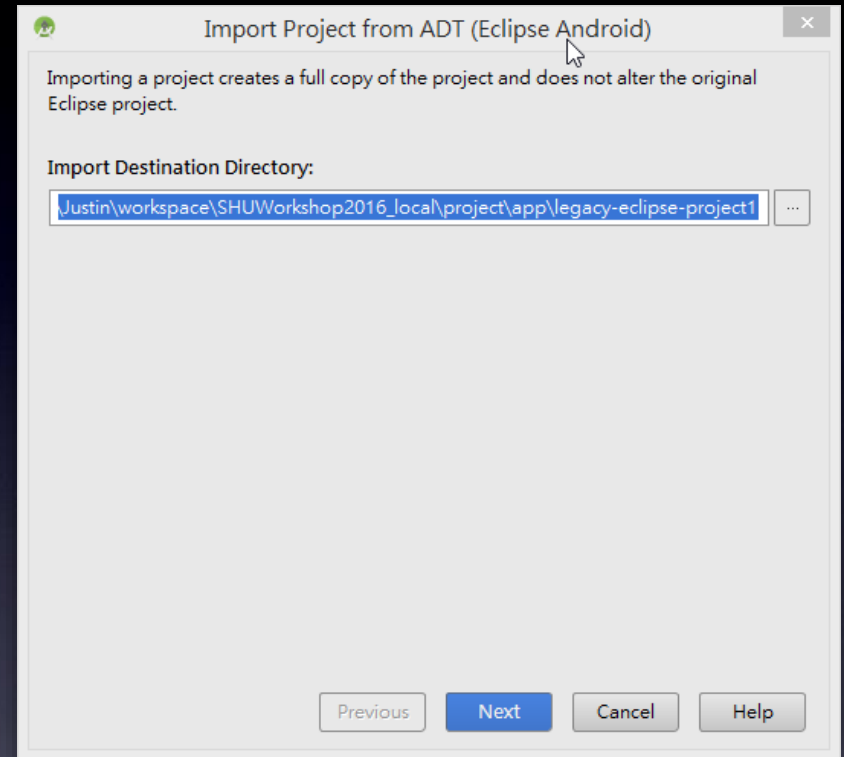 Import Project from ADT (Eclipse Android)
Importing a project creates a full copy of the project and does not alter the original
Eclipse project.
Import Destination Directory:
\Justin\workspace\SHUWorkshop2016_local\project\app\legacy-eclipse-project1
...
Previous Next Cancel Help